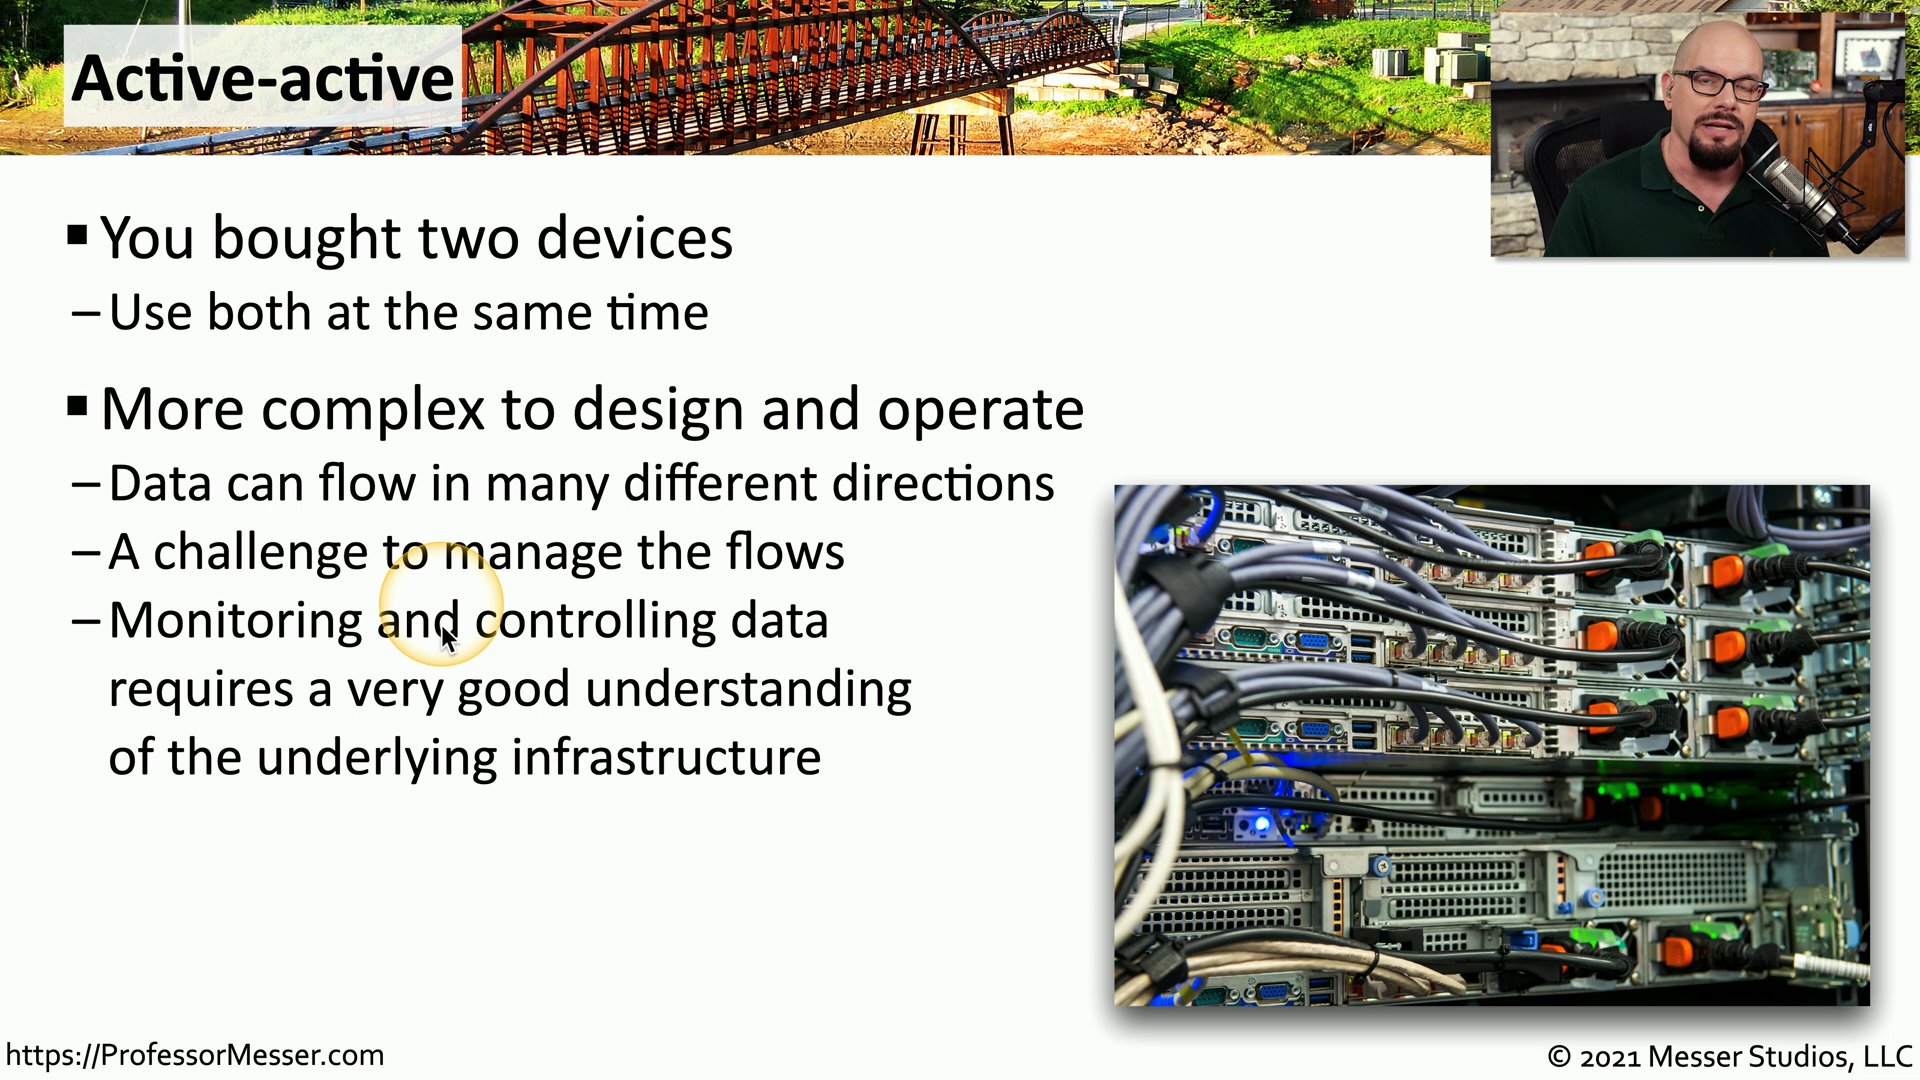 Active-active
▪ You bought two devices
– Use both at the same time
▪ More complex to design and operate
– Data can flow in many different directions
– A challenge to manage the flows
– Monitoring and controlling data
requires a very good understanding
of the underlying infrastructure
https://ProfessorMesser.com
© 2021 Messer Studios, LLC